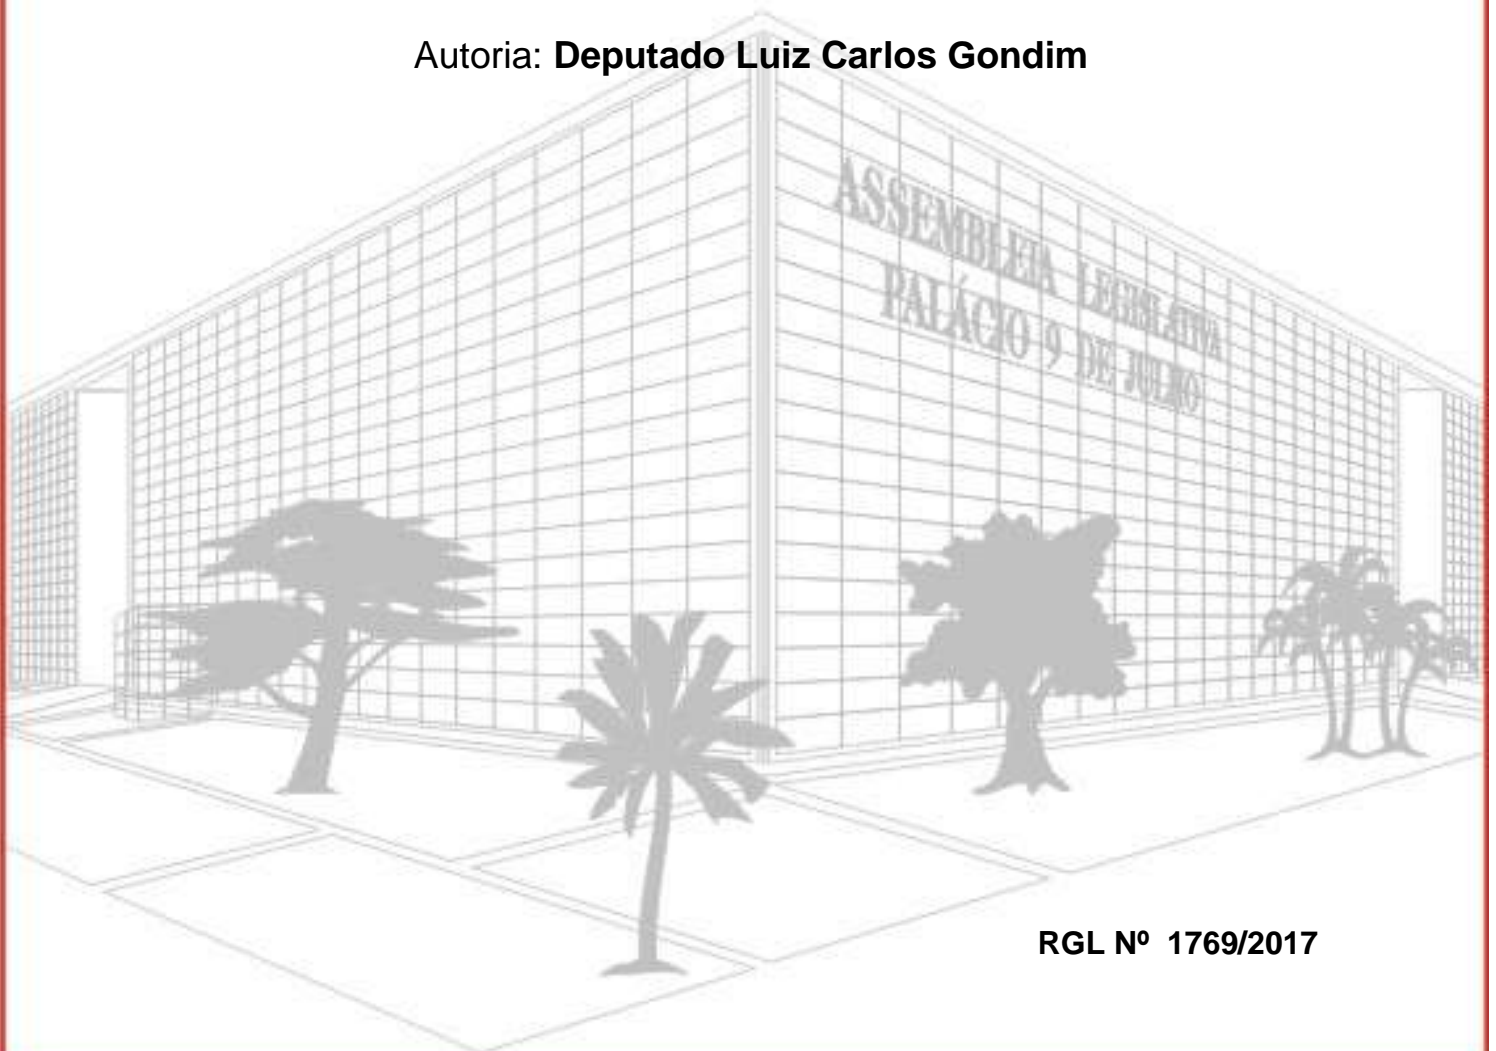 Autoria: Deputado Luiz Carlos Gondim
ASSEMBLEIA LEGISLATIVA
PALÁCIO 9 DE JULHO
RGL Nº 1769/2017